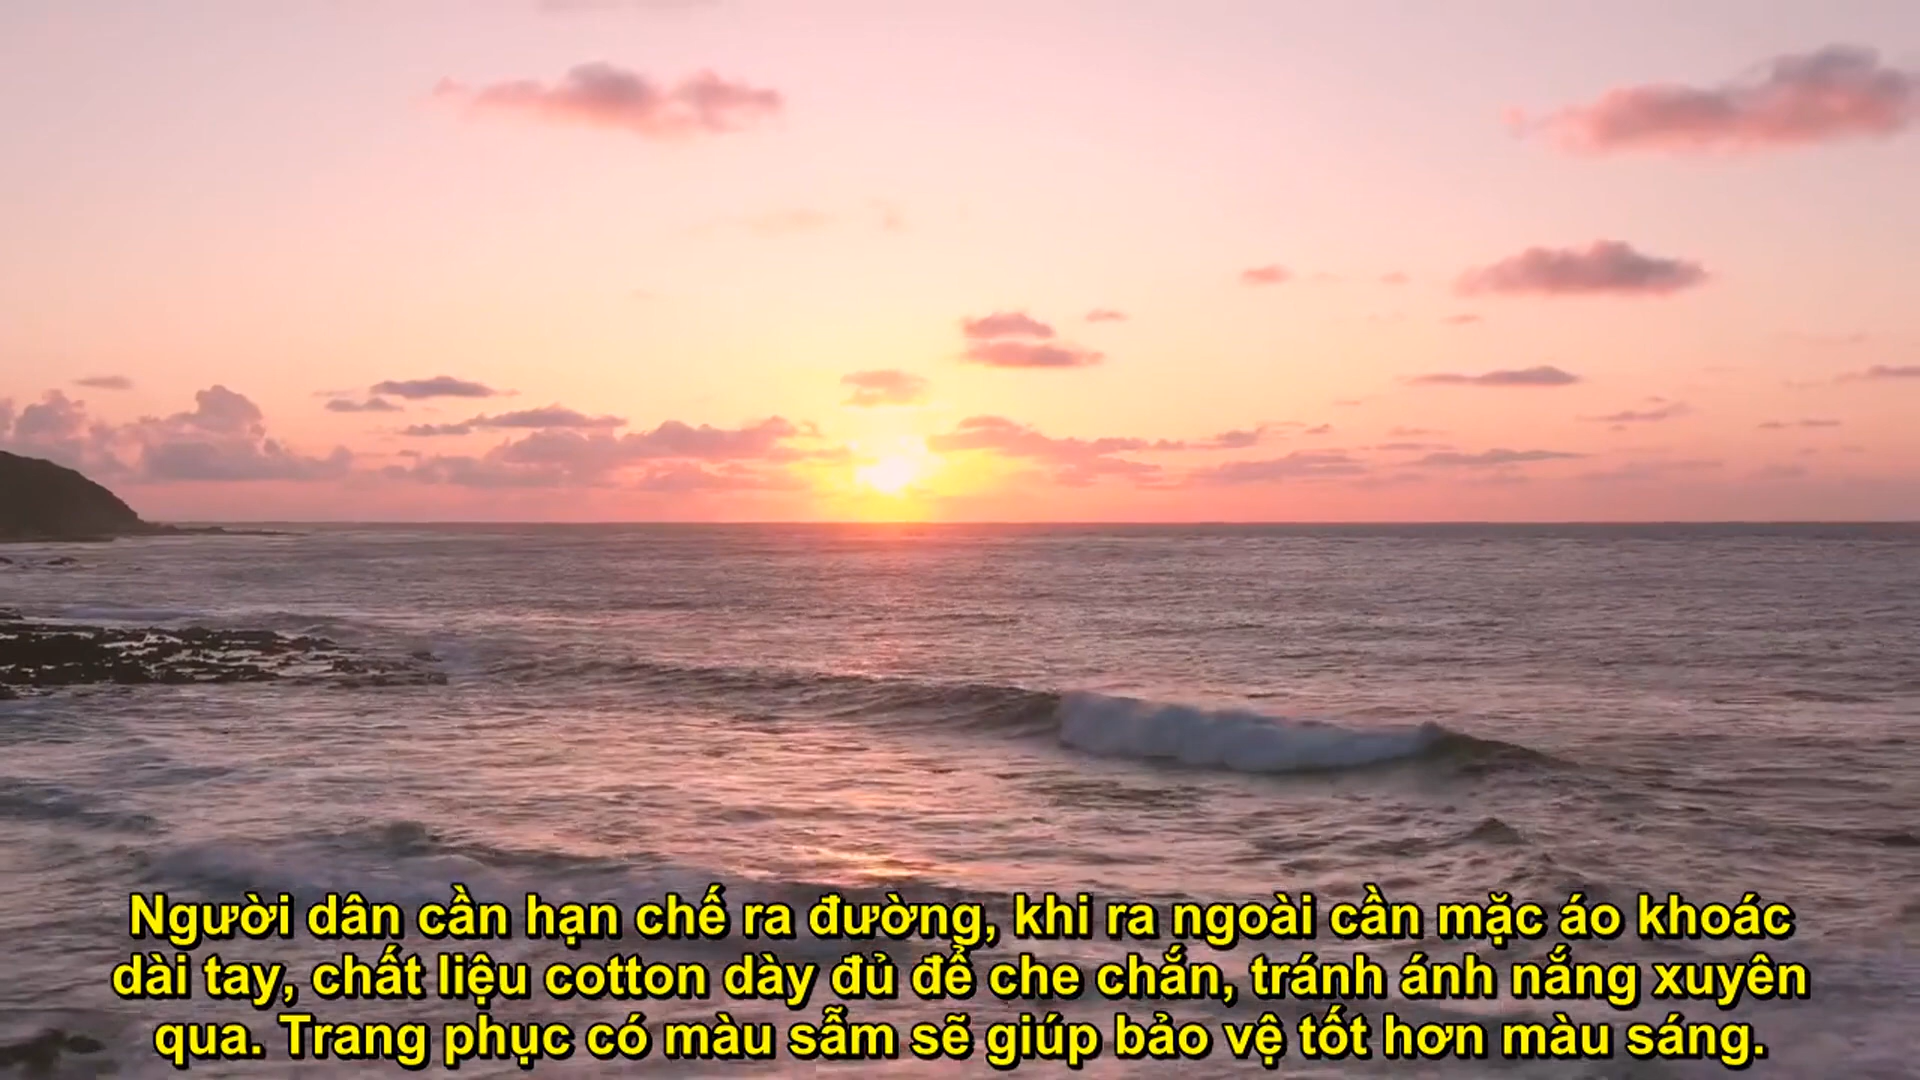 Người dân cần hạn chế ra đường, khi ra ngoài cần mặc áo khoác
dài tay, chất liệu cotton dày đủ để che chắn, tránh ánh nắng xuyên
qua. Trang phục có màu sẫm sẽ giúp bảo vệ tốt hơn màu sáng.